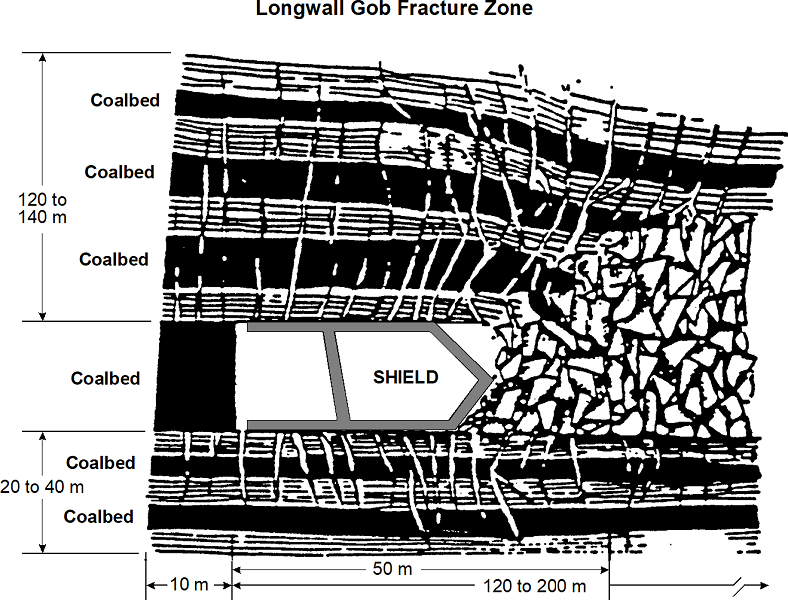 Longwall Gob Fracture Zone
Coalbed
Coalbed
120 to
140 m
Coalbed
Coalbed
SHIELD
Coalbed
20 to 40 m
Coalbed
50 m
10 m
120 to 200 m